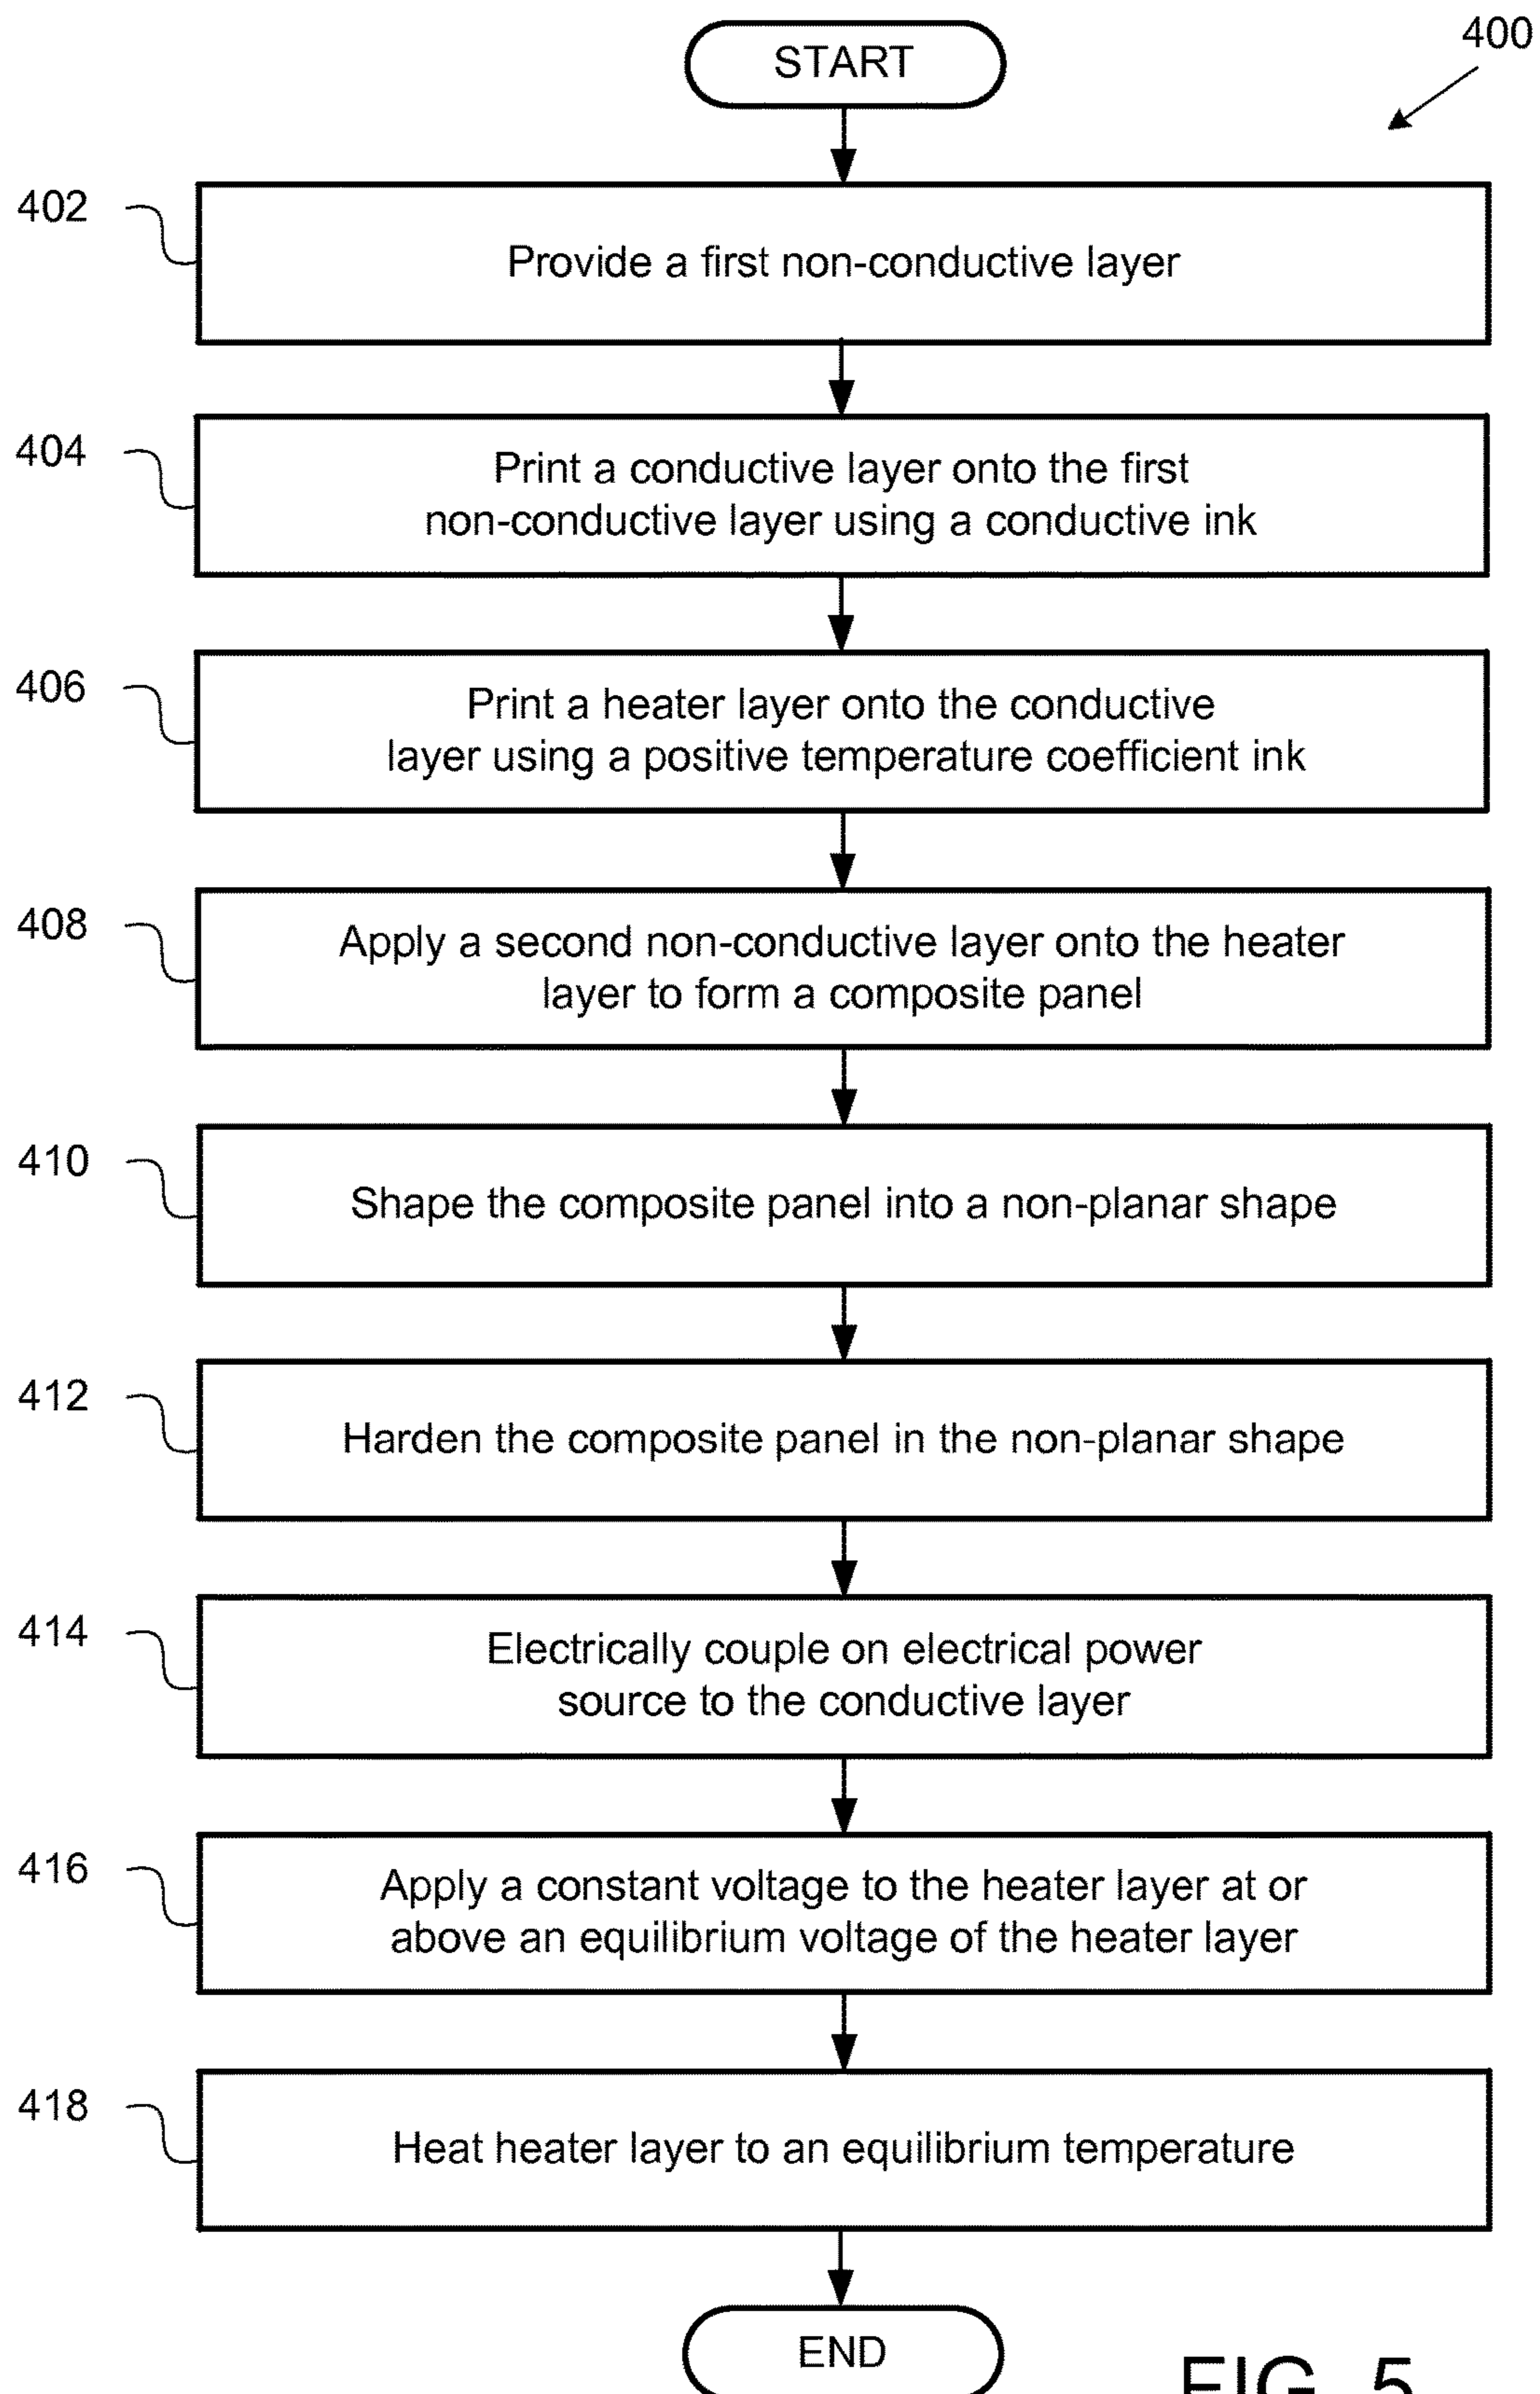 START
400
402
Provide a first non-conductive layer
404
Print a conductive layer onto the first
non-conductive layer using a conductive ink
406
Print a heater layer onto the conductive
layer using a positive temperature coefficient ink
408
Apply a second non-conductive layer onto the heater
layer to form a composite panel
410
Shape the composite panel into a non-planar shape
412
Harden the composite panel in the non-planar shape
414
Electrically couple on electrical power
source to the conductive layer
416
Apply a constant voltage to the heater layer at or
above an equilibrium voltage of the heater layer
418
Heat heater layer to an equilibrium temperature
END
FIG. 5